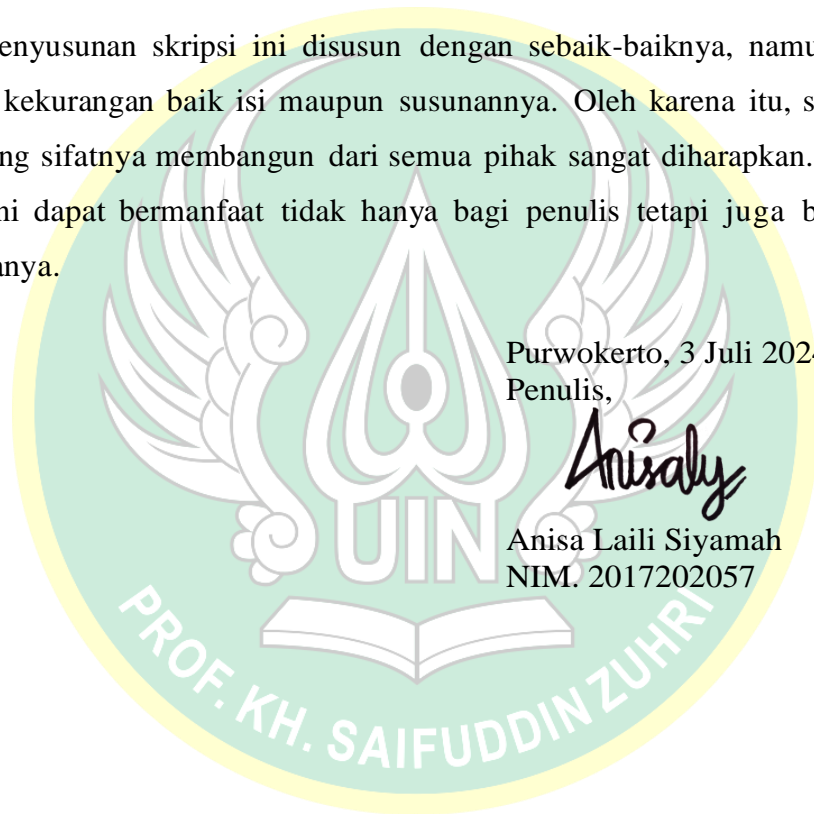 enyusunan skripsi ini disusun dengan sebaik-baiknya, namu
kekurangan baik isi maupun susunannya. Oleh karena itu, s
ng sifatnya membangun dari semua pihak sangat diharapkan.
ni dapat bermanfaat tidak hanya bagi penulis tetapi juga b
anya.
Purwokerto, 3 Juli 2024
Penulis,
Anisaly
Anisa Laili Siyamah
NIM. 2017202057
UIN
PROF. KH. SAIFUDDIN ZUHRI